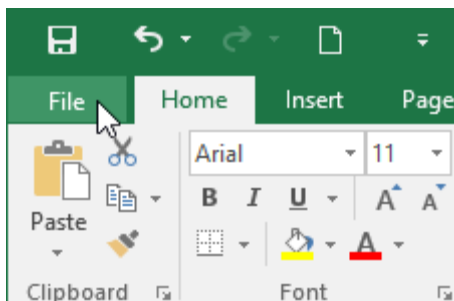 File Home Insert Page
Arial 11
B I U A A
Paste
A
Clipboard Font